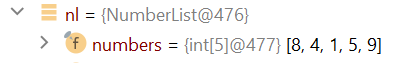 nl = {NumberList@476}
f numbers = {int[5]@477} [8, 4, 1, 5, 9]